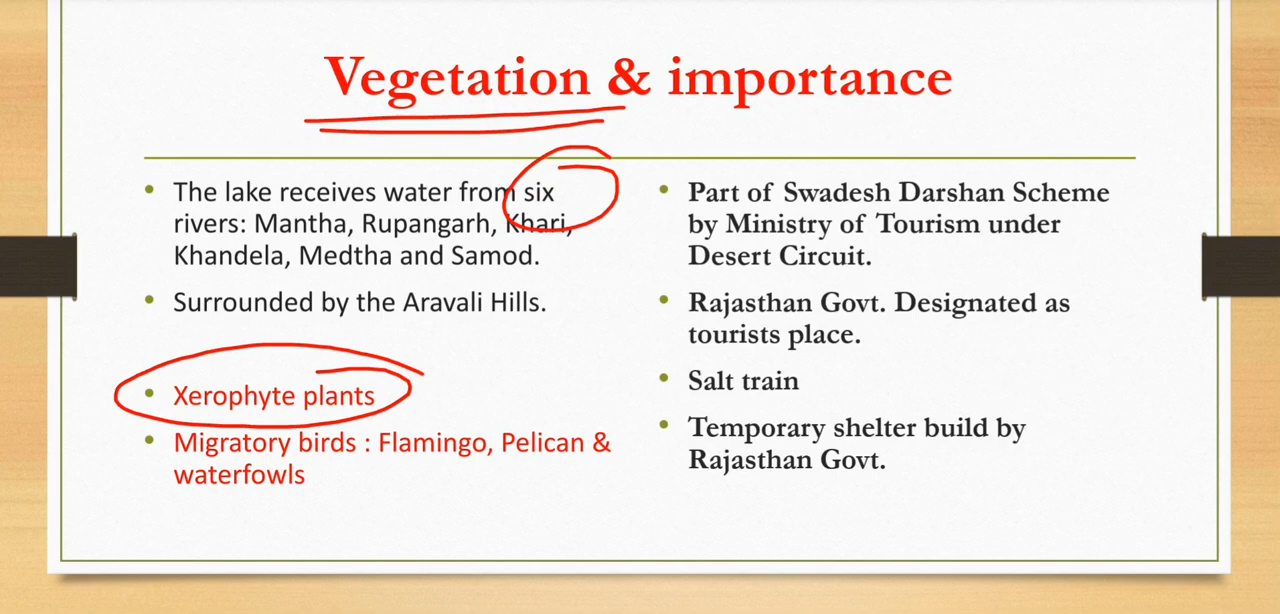 Vegetation & importance
The lake receives water from six
rivers: Mantha, Rupangarh, Khari,
Khandela, Medtha and Samod.
Surrounded by the Aravali Hills.
Xerophyte plants
Migratory birds : Flamingo, Pelican &
waterfowls
Part of Swadesh Darshan Scheme
by Ministry of Tourism under
Desert Circuit.
Rajasthan Govt. Designated as
tourists place.
Salt train
Temporary shelter build by
Rajasthan Govt.